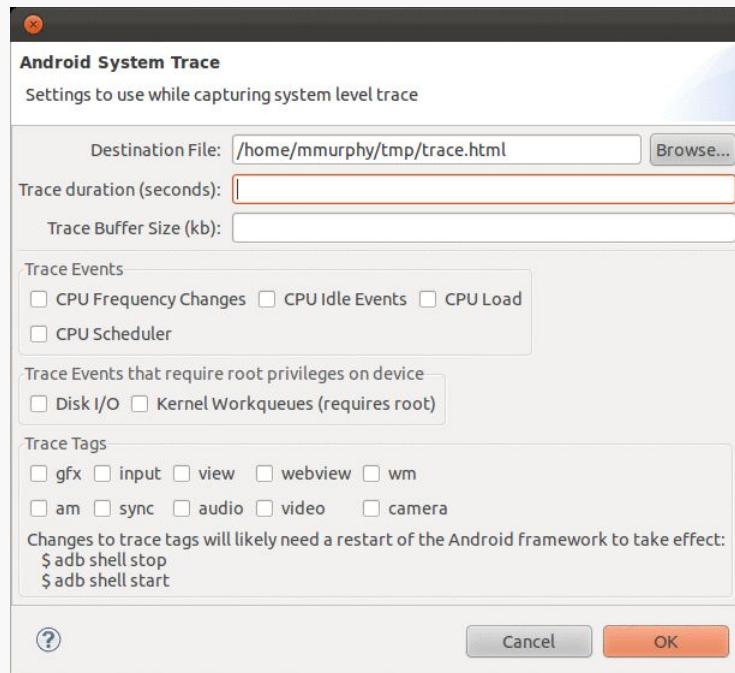 Android System Trace
Settings to use while capturing system level trace
Destination File: /home/mmurphy/tmp/trace.html Browse...
Trace duration (seconds):
Trace Buffer Size (kb):
Trace Events
CPU Frequency Changes CPU Idle Events CPU Load
CPU Scheduler
Trace Events that require root privileges on device
Disk I/O Kernel Workqueues (requires root)
Trace Tags
gfx input view webview wm
am sync audio video camera
Changes to trace tags will likely need a restart of the Android framework to take effect:
$ adb shell stop
$ adb shell start
? Cancel OK